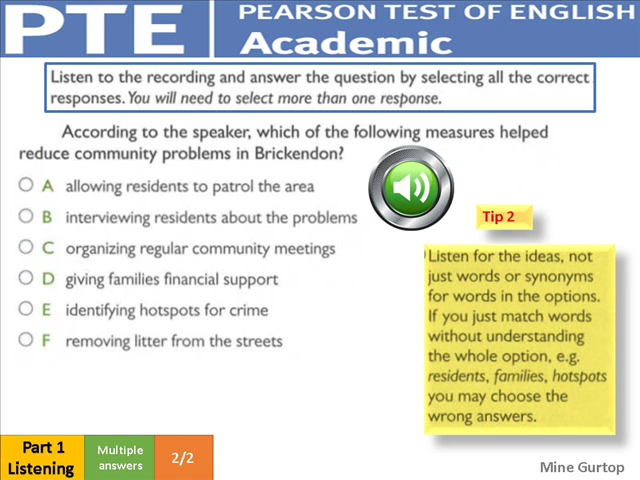 PTE
PEARSON TEST OF ENGLISH
Academic
Listen to the recording and answer the question by selecting all the correct
responses. You will need to select more than one response.
According to the speaker, which of the following measures helped
reduce community problems in Brickendon?
A allowing residents to patrol the area
B interviewing residents about the problems
C organizing regular community meetings
D giving families financial support
E identifying hotspots for crime
F removing litter from the streets
Tip 2
Listen for the ideas, not
just words or synonyms
for words in the options.
If you just match words
without understanding
the whole option, e.g.
residents, families, hotspots
you may choose the
wrong answers.
Part 1
Listening
Multiple
answers
2/2
Mine Gurtop